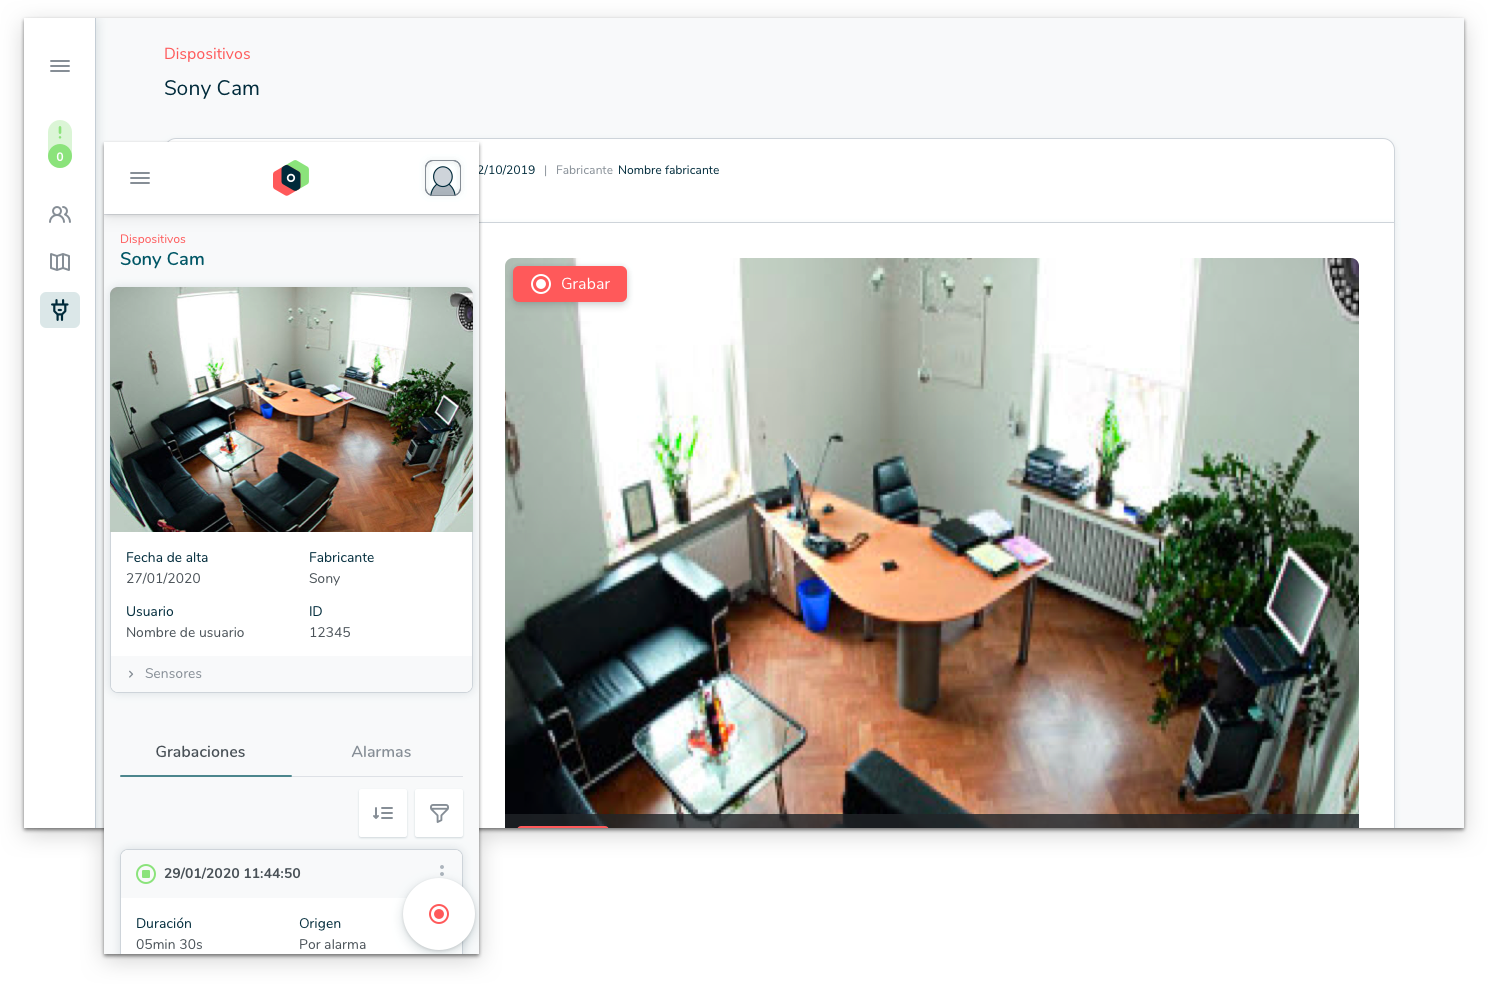 Dispositivos
Sony Cam
!
0
2/10/2019 | Fabricante Nombre fabricante
Grabar
Dispositivos
Sony Cam
Fecha de alta Fabricante
27/01/2020 Sony
Usuario ID
Nombre de usuario 12345
Sensores
Grabaciones Alarmas
29/01/2020 11:44:50
Duración Origen
05min 30s Por alarma